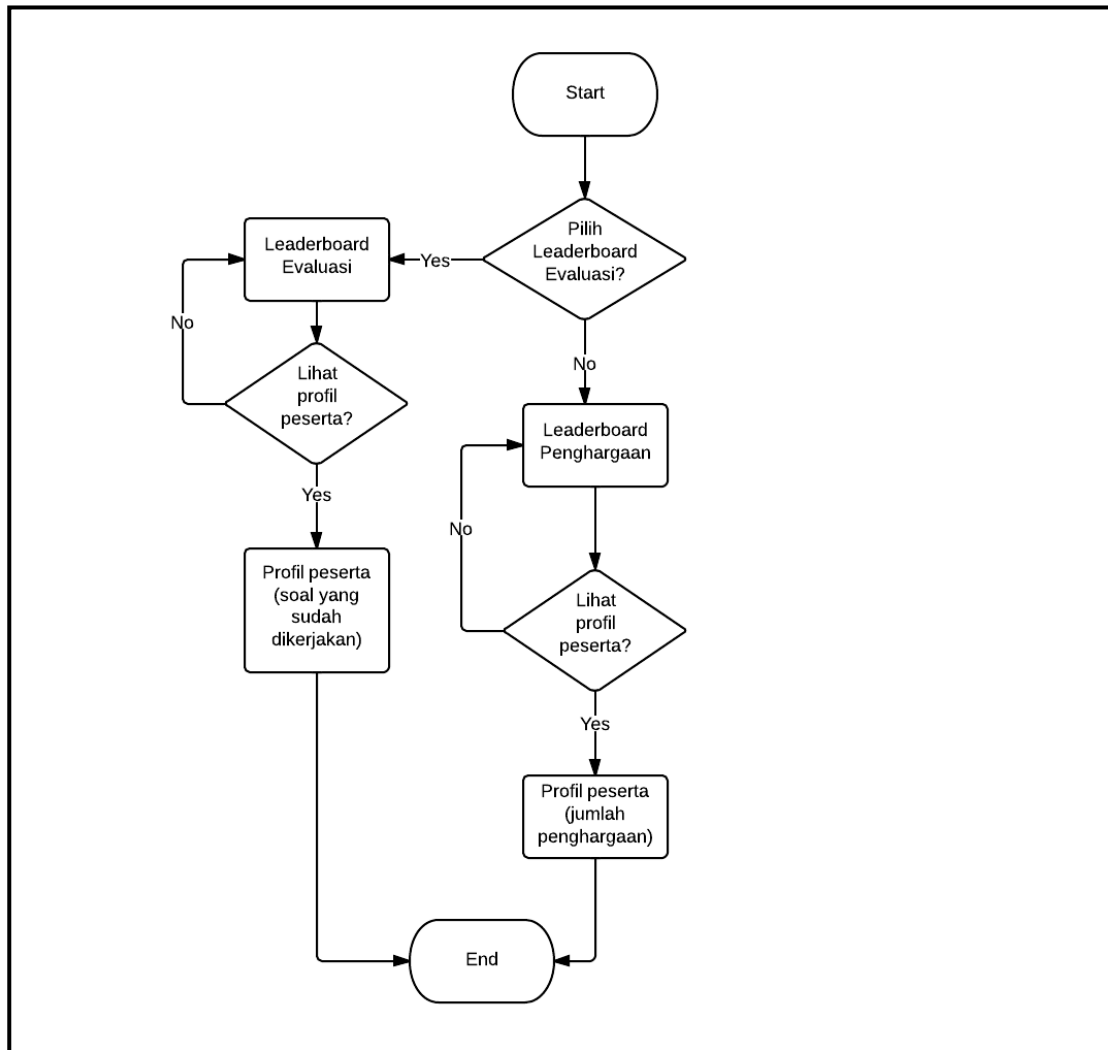 Start
Pilih
Leaderboard
Evaluasi?
Yes
Leaderboard
Evaluasi
No
No
Lihat
profil
peserta?
Leaderboard
Penghargaan
Yes
No
Profil peserta
(soal yang
sudah
dikerjakan)
Lihat
profil
peserta?
Yes
Profil peserta
(jumlah
penghargaan)
End